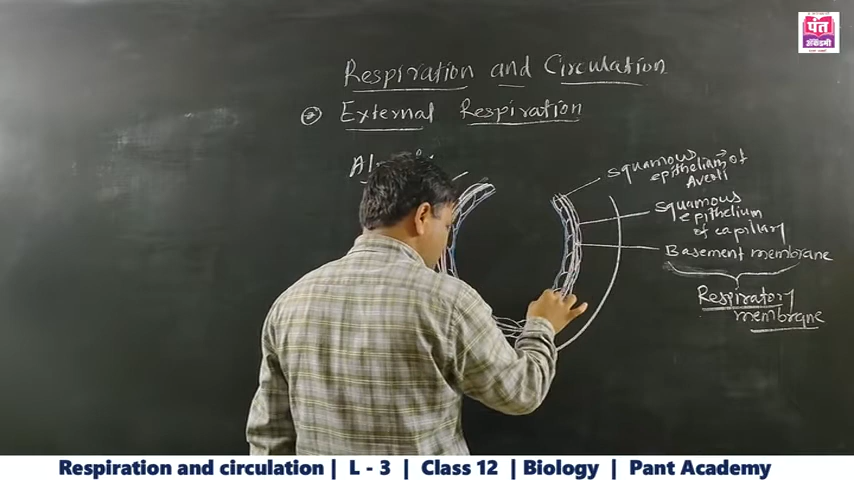 पंत
अ‍ॅकॅडमी
Respiration and Circulation
External Respiration
Squamous
epithelium of
Aveoli
Squamous
epithelium
of capillary
Basement membrane
Respiratory
membrane
Respiration and circulation | L - 3 | Class 12 | Biology | Pant Academy